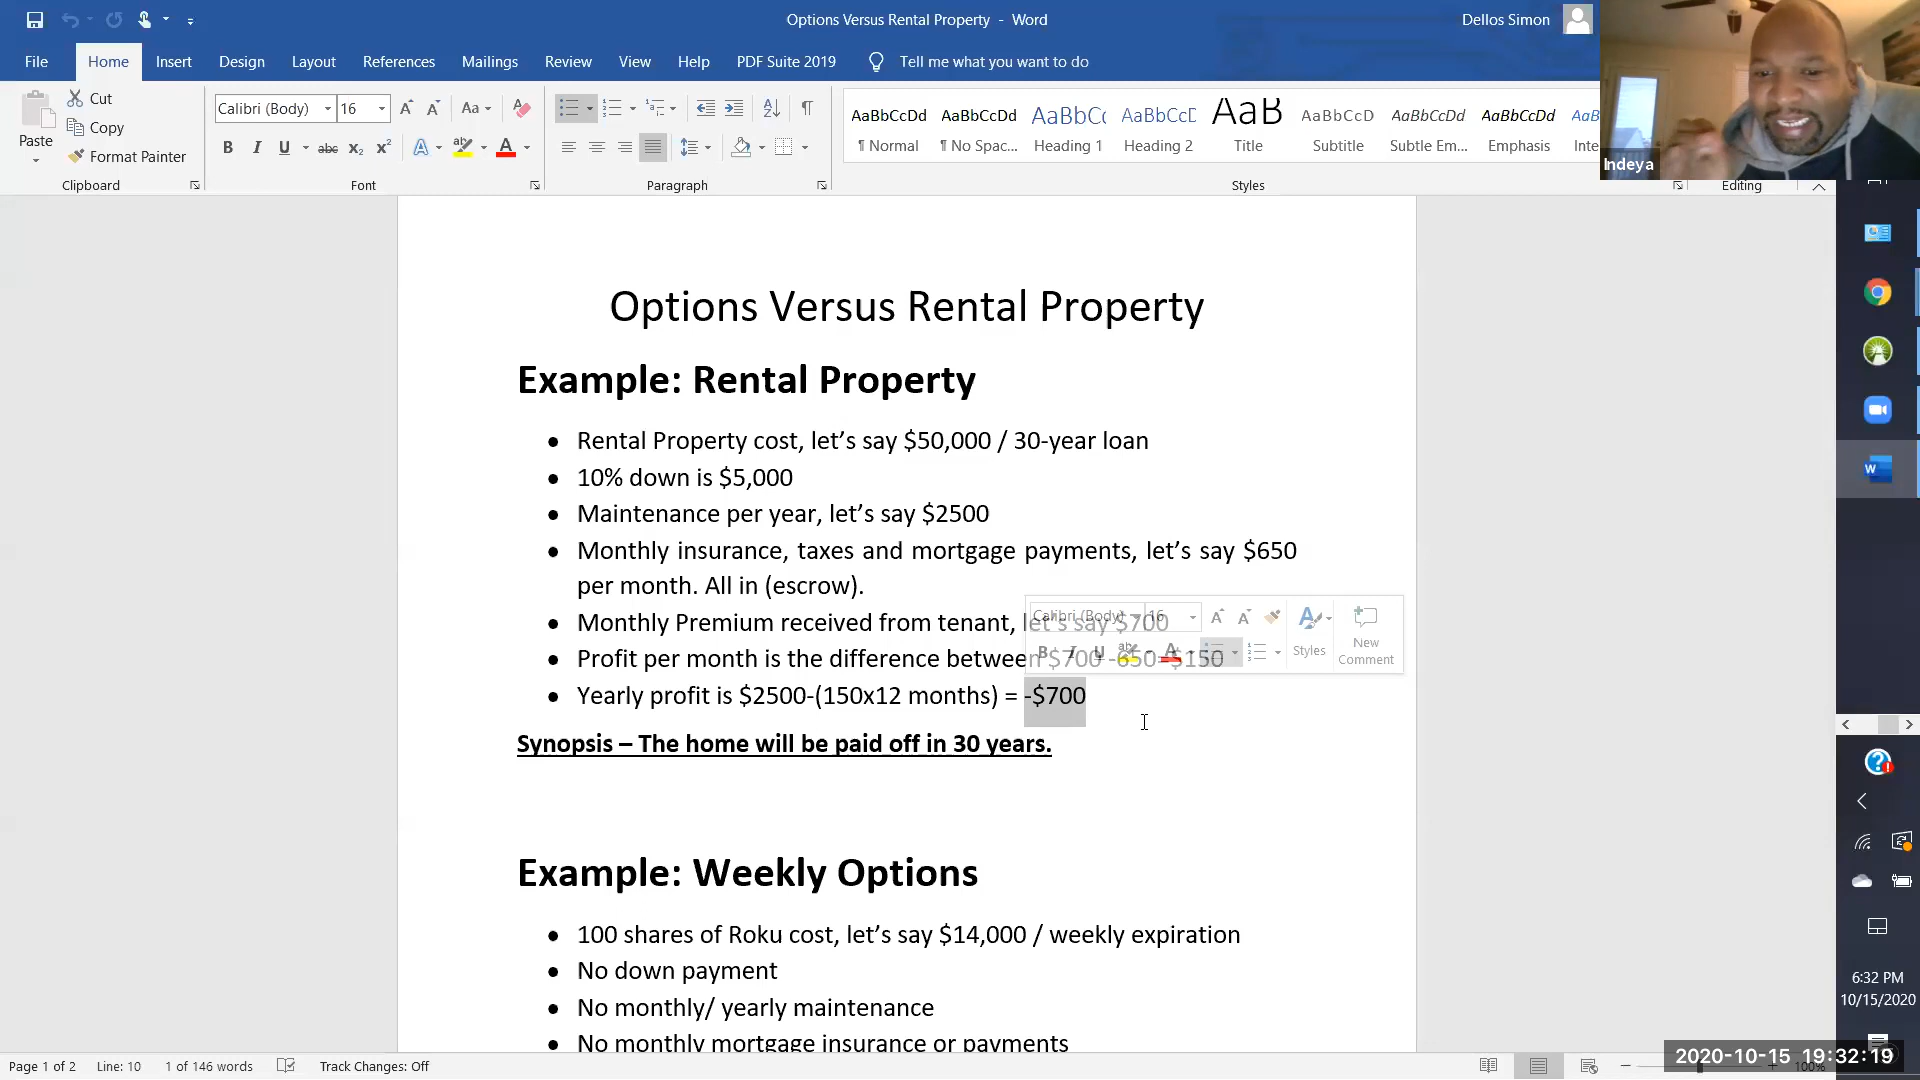 Options Versus Rental Property - Word
Dellos Simon
File Home Insert Design Layout References Mailings Review View Help PDF Suite 2019 Tell me what you want to do
Paste
Cut
Copy
Format Painter
Clipboard
Calibri (Body) 16
Font
Paragraph
AaBbCcDd AaBbCcDd AaBbCc AaBbCcD AaB AaBbCcD AaBbCcDd AaBbCcDd AaBb
¶ Normal ¶ No Spac... Heading 1 Heading 2 Title Subtitle Subtle Em... Emphasis Inte
Styles
Editing
Indeya
Options Versus Rental Property
Example: Rental Property
• Rental Property cost, let’s say $50,000 / 30-year loan
• 10% down is $5,000
• Maintenance per year, let’s say $2500
• Monthly insurance, taxes and mortgage payments, let’s say $650
per month. All in (escrow).
• Monthly Premium received from tenant, let’s say $700
• Profit per month is the difference between $700 -650=$150
• Yearly profit is $2500-(150x12 months) = -$700
Calibri (Body) 16
Styles
New
Comment
Synopsis – The home will be paid off in 30 years.
Example: Weekly Options
• 100 shares of Roku cost, let’s say $14,000 / weekly expiration
• No down payment
• No monthly/ yearly maintenance
• No monthly mortgage insurance or payments
6:32 PM
10/15/2020
Page 1 of 2 Line: 10 1 of 146 words Track Changes: Off
100%
2020-10-15 19:32:19